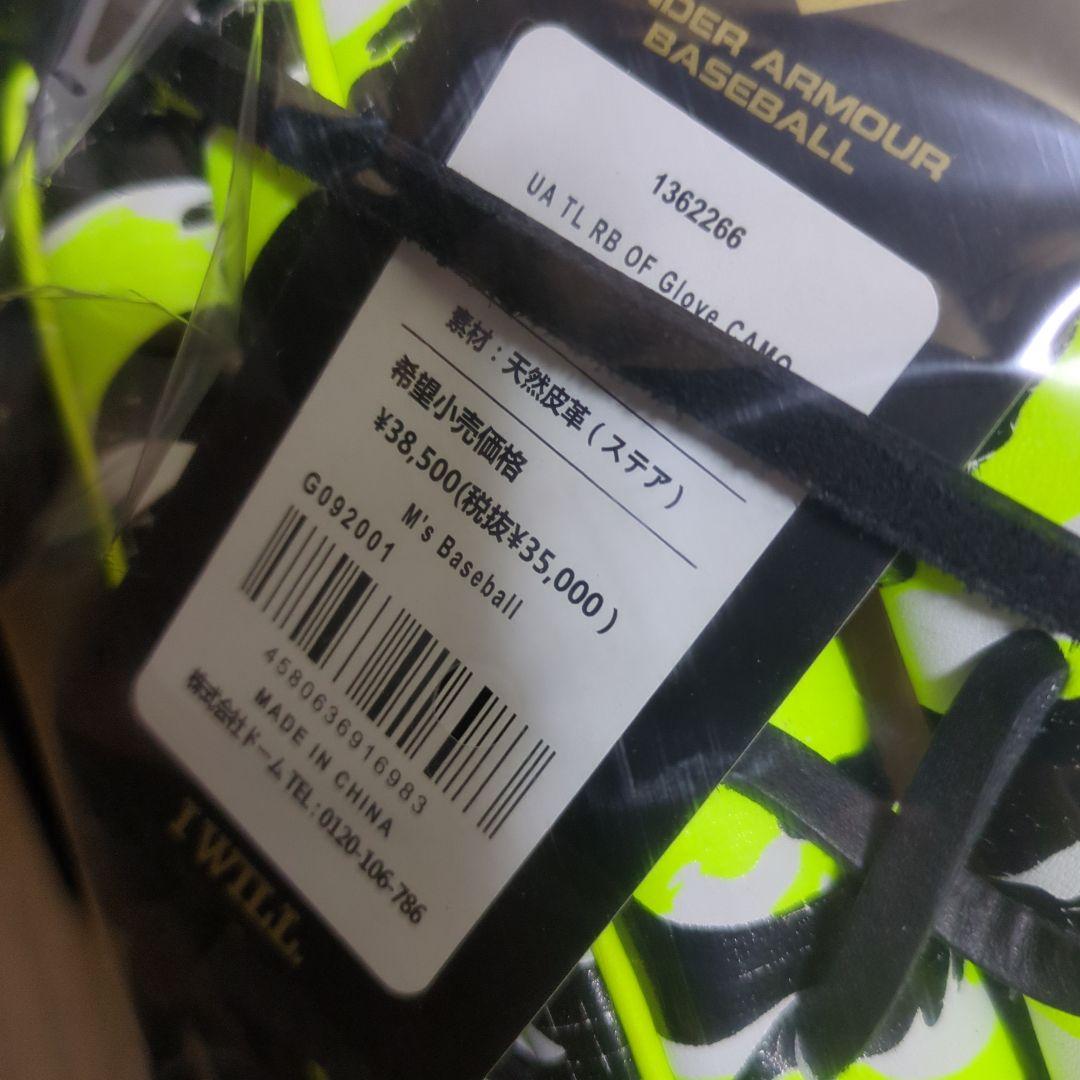 UNDER ARMOUR
BASEBALL
1362266
UA TL RB OF Glove CAMO
素材:天然皮革(ステア)
希望小売価格
¥38,500(税抜¥35,000)
M's Baseball
G092001
4580636916983
MADE IN CHINA
株式会社ドーム TEL:0120-106-786
I WILL.